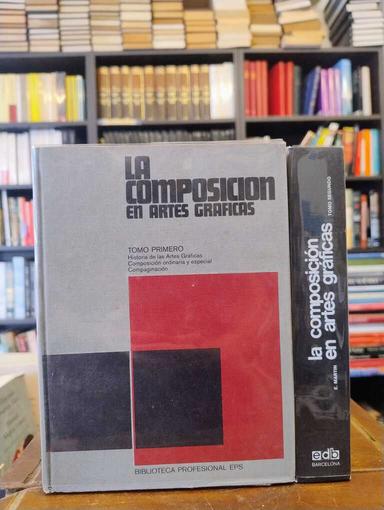 LA
COMPOSICION
EN ARTES GRAFICAS
TOMO PRIMERO
Historia de las Artes Gráficas
Composición ordinaria y especial
Compaginación
BIBLIOTECA PROFESIONAL EPS
la composición
en artes gráficas
TOMO SEGUNDO
E. MARTIN
edb
BARCELONA